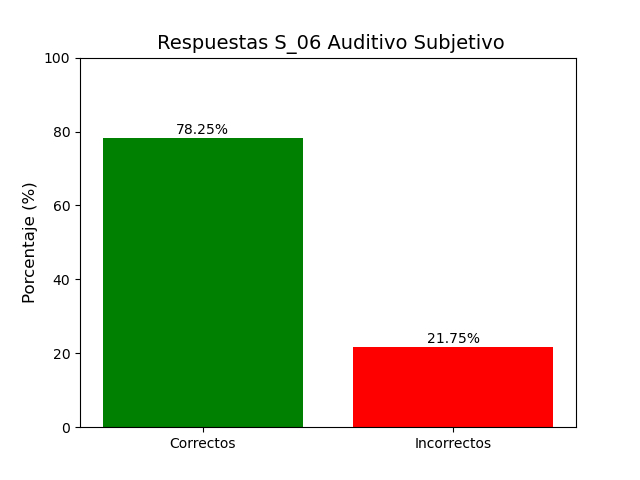 Respuestas S_06 Auditivo Subjetivo
Porcentaje (%)
100
80
60
40
20
0
78.25%
21.75%
Correctos
Incorrectos